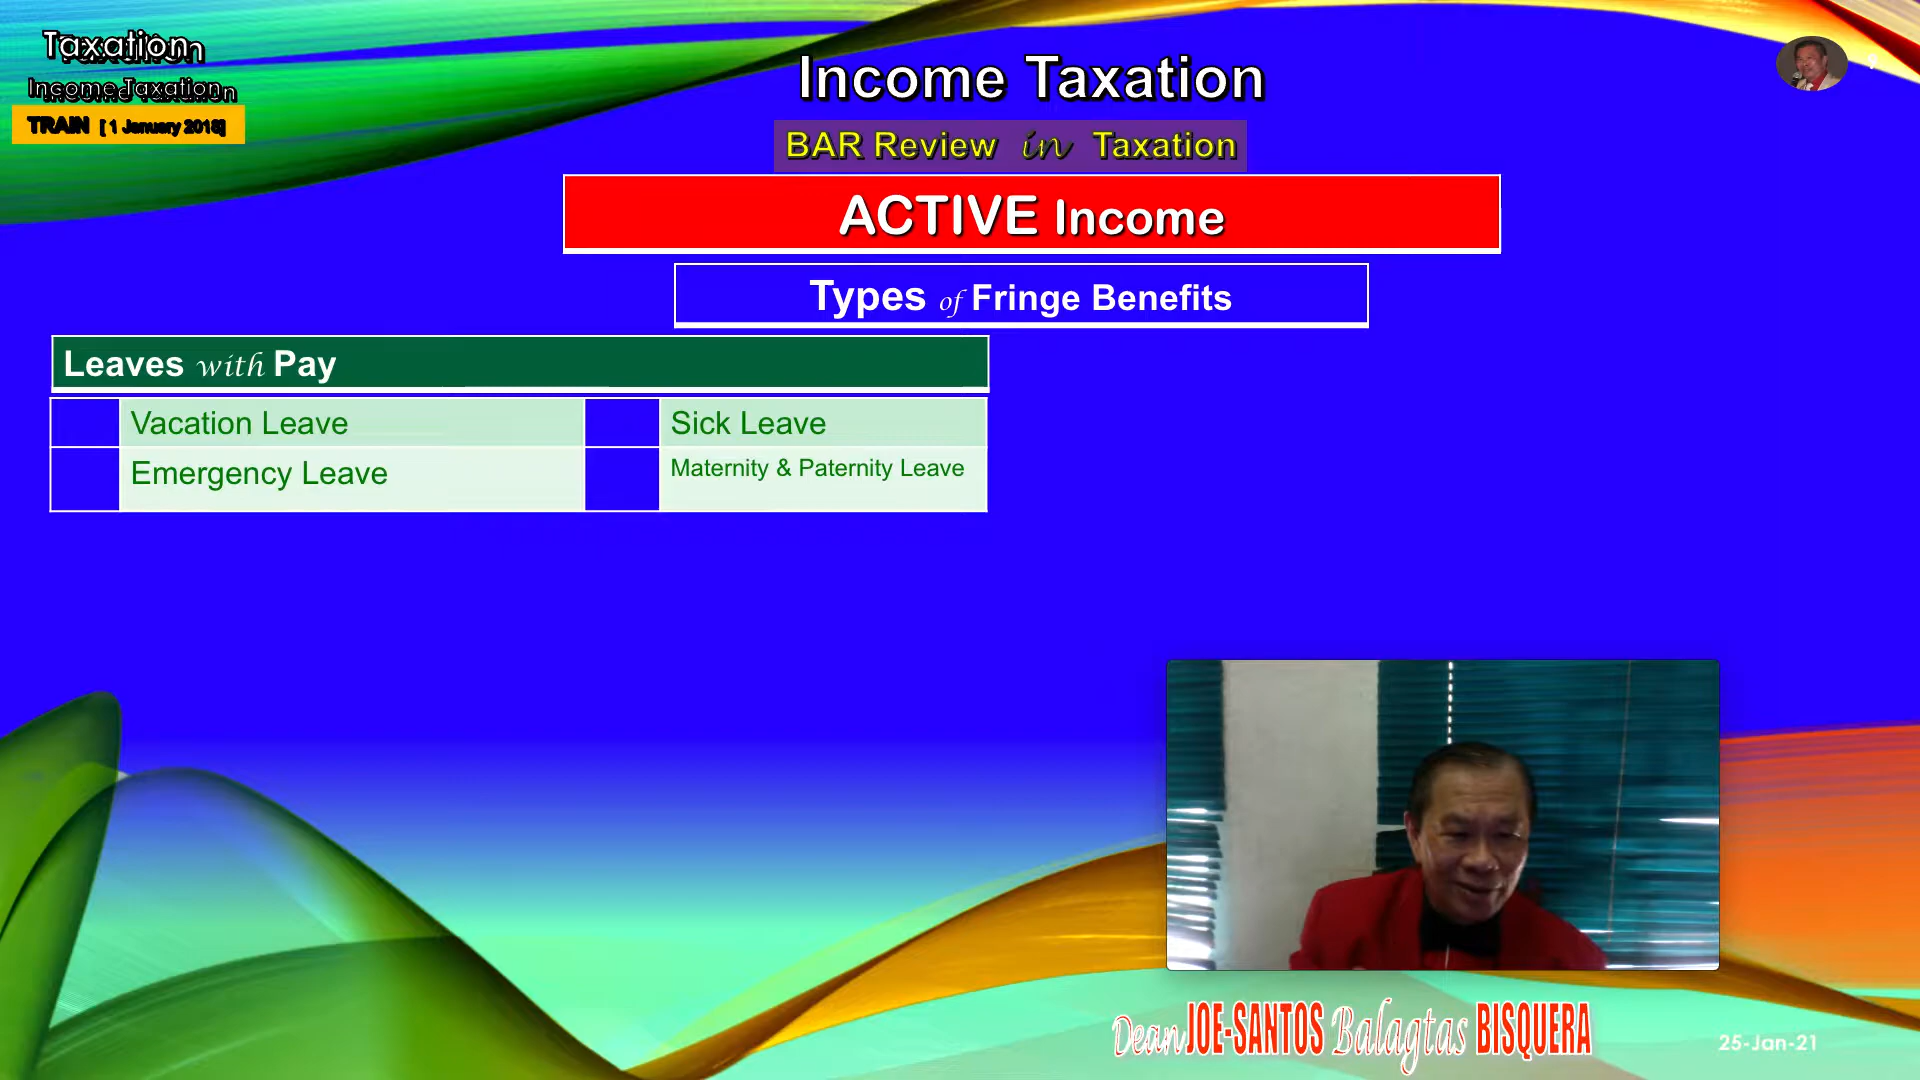 Taxation
Income Taxation
TRAIN [ 1 January 2018]
9
Income Taxation
BAR Review in Taxation
ACTIVE Income
Types of Fringe Benefits
Leaves with Pay
Vacation Leave
Sick Leave
Emergency Leave
Maternity & Paternity Leave
Dean JOE-SANTOS Balagtas BISQUERA
25-Jan-21